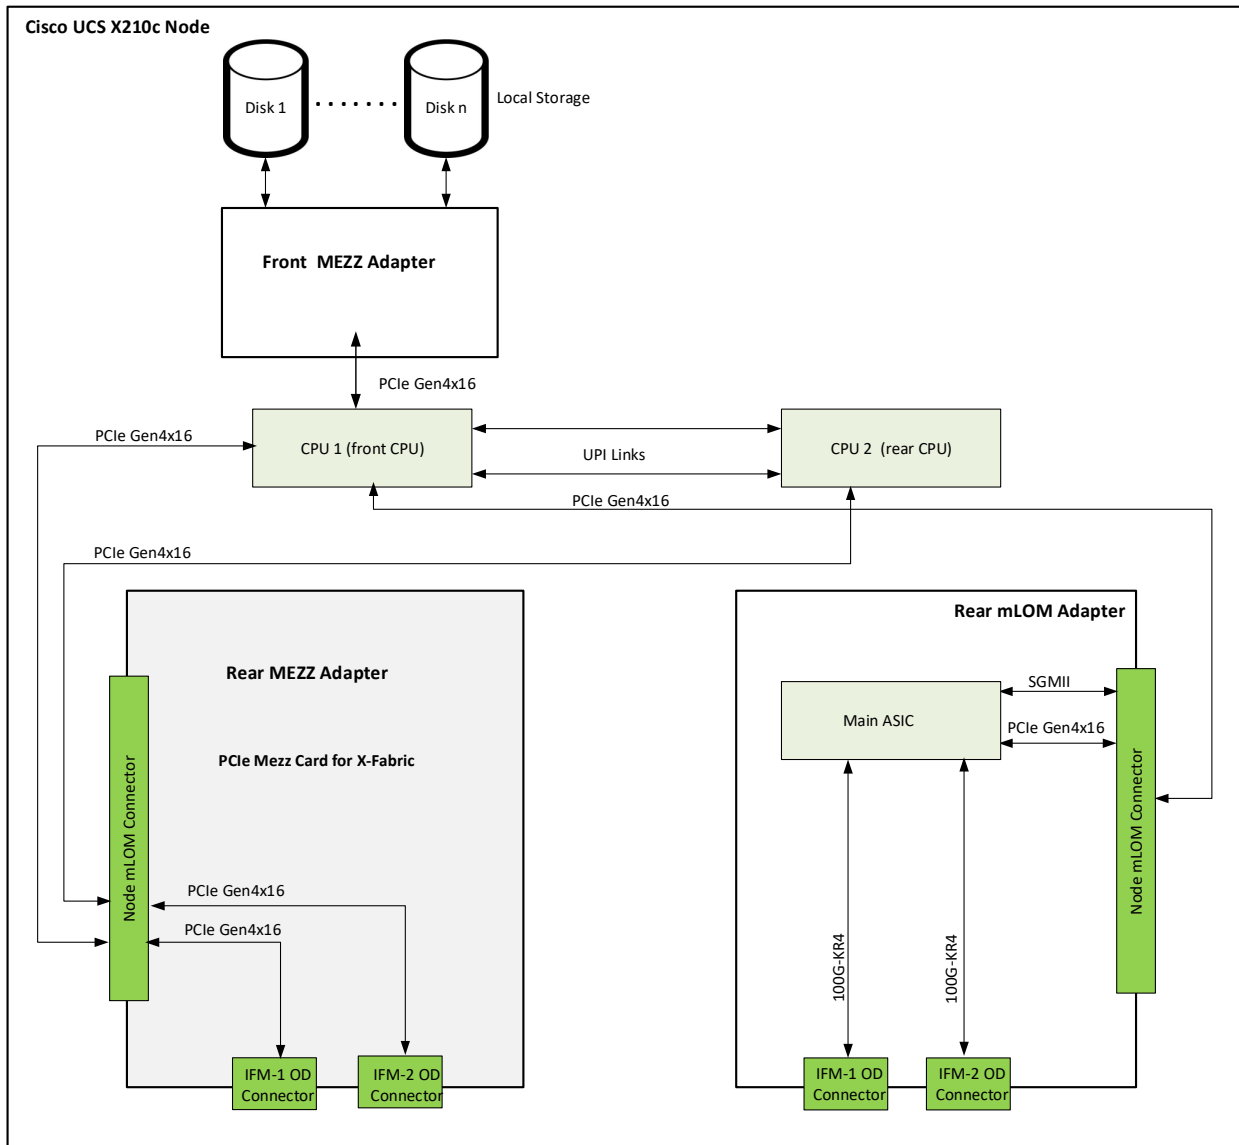 Cisco UCS X210c Node
Disk 1
Disk n
Local Storage
Front MEZZ Adapter
PCIe Gen4x16
PCIe Gen4x16
CPU 1 (front CPU)
UPI Links
CPU 2 (rear CPU)
PCIe Gen4x16
PCIe Gen4x16
Rear MEZZ Adapter
PCIe Mezz Card for X-Fabric
Node mLOM Connector
PCIe Gen4x16
PCIe Gen4x16
IFM-1 OD
Connector
IFM-2 OD
Connector
Rear mLOM Adapter
SGMII
Main ASIC
PCIe Gen4x16
Node mLOM Connector
100G-KR4
100G-KR4
IFM-1 OD
Connector
IFM-2 OD
Connector